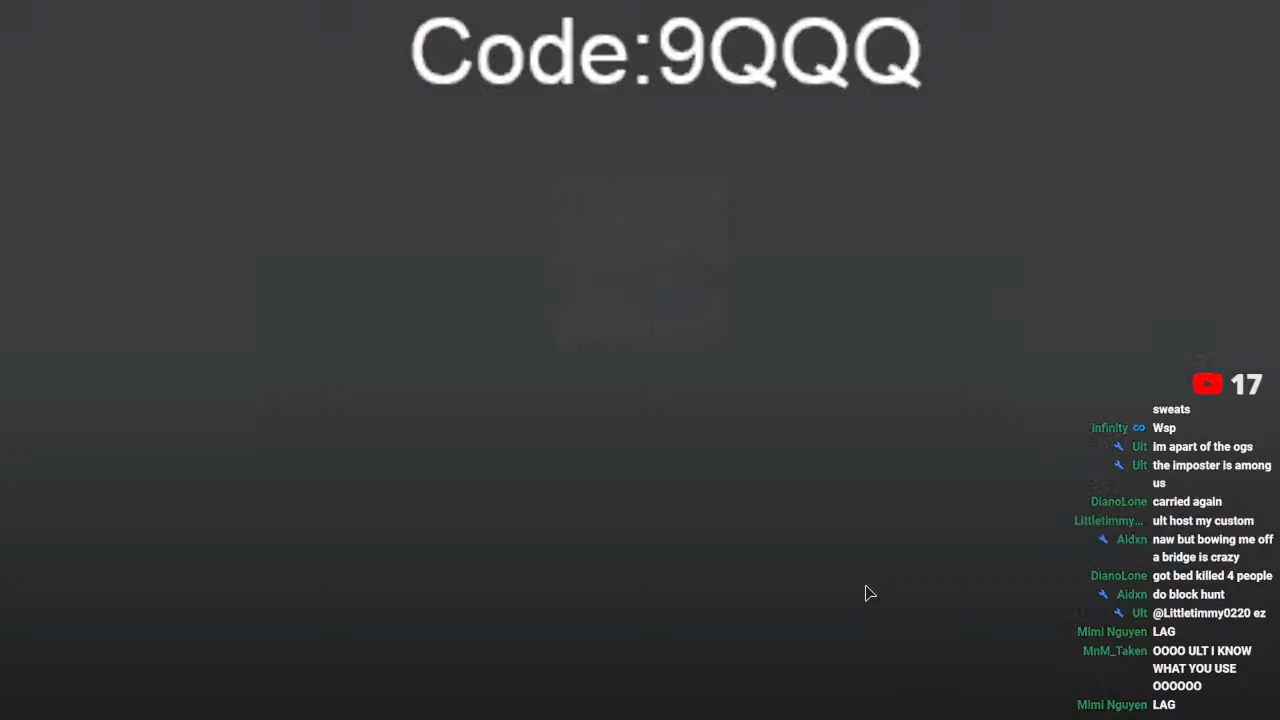 Code:9QQQ
17
sweats
Infinity Wsp
Ult im apart of the ogs
Ult the imposter is among
us
DianoLone carried again
Littletimmy... ult host my custom
Aidxn naw but bowing me off
a bridge is crazy
DianoLone got bed killed 4 people
Aidxn do block hunt
Ult @Littletimmy0220 ez
Mimi Nguyen LAG
MnM_Taken OOOO ULT I KNOW
WHAT YOU USE
OOOOOO
Mimi Nguyen LAG